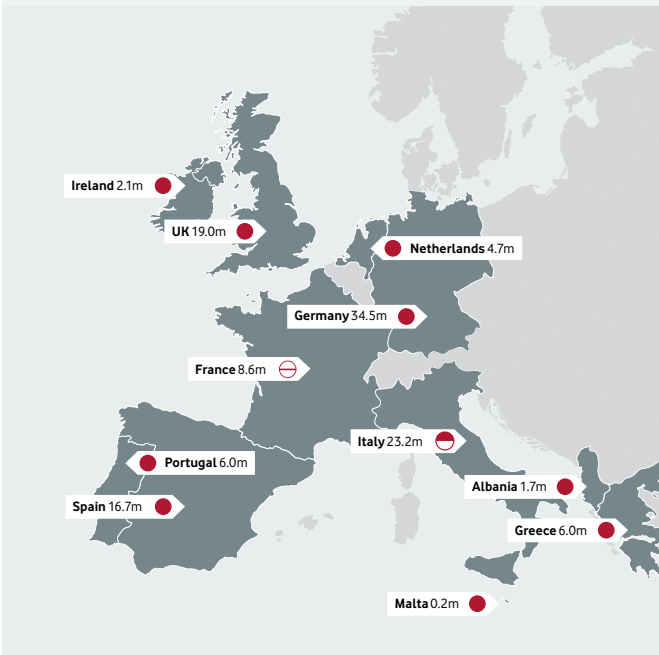 Ireland 2.1m
UK 19.0m
Netherlands 4.7m
Germany 34.5m
France 8.6m
Italy 23.2m
Portugal 6.0m
Albania 1.7m
Spain 16.7m
Greece 6.0m
Malta 0.2m